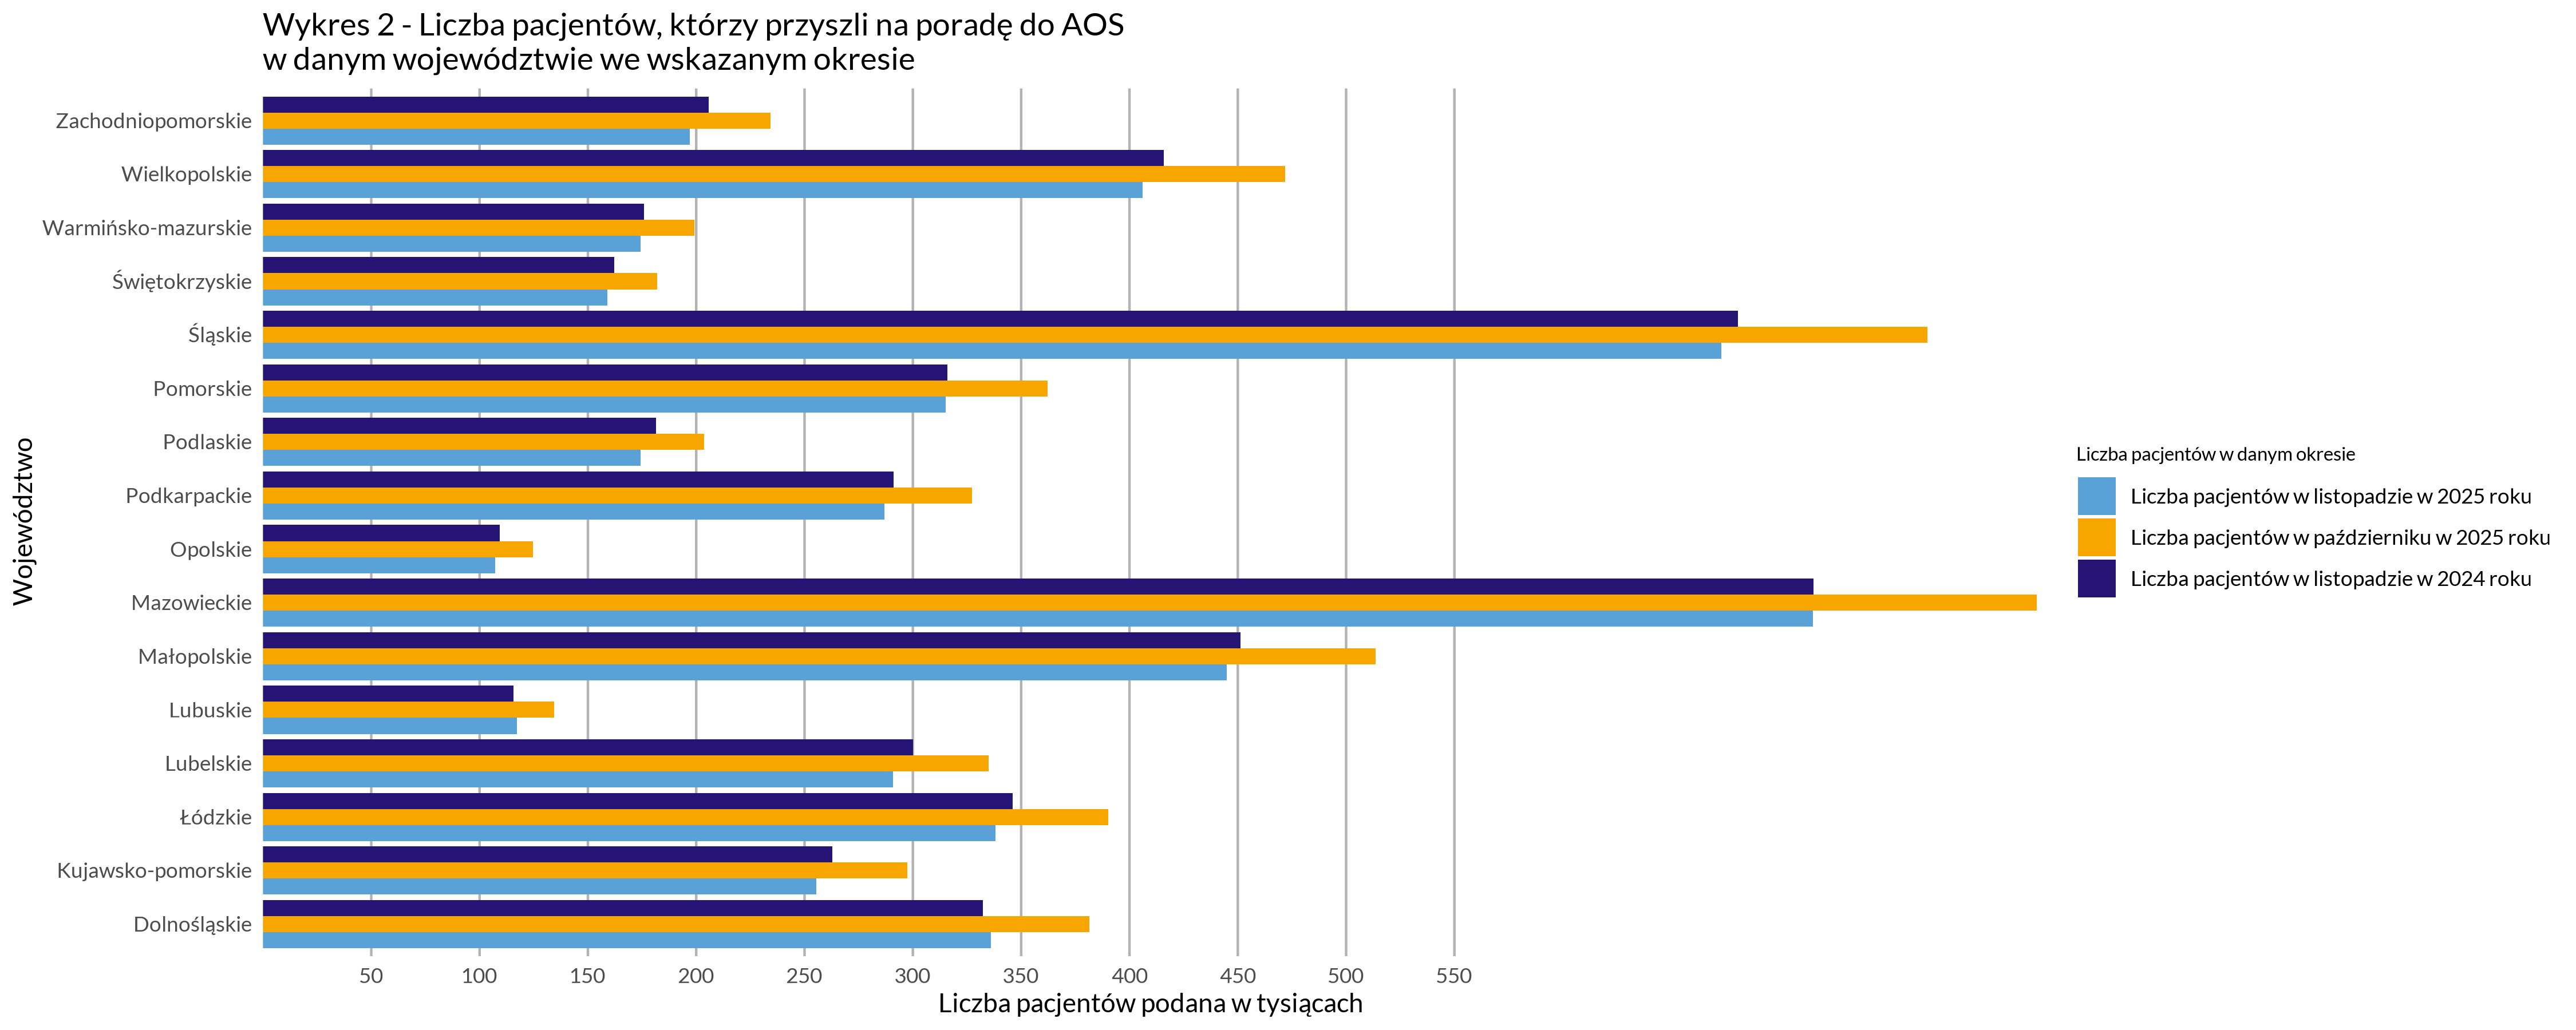 Wykres 2 - Liczba pacjentów, którzy przyszli na poradę do AOS
w danym województwie we wskazanym okresie
Województwo
Zachodniopomorskie
Wielkopolskie
Warmińsko-mazurskie
Świętokrzyskie
Śląskie
Pomorskie
Podlaskie
Podkarpackie
Opolskie
Mazowieckie
Małopolskie
Lubuskie
Lubelskie
Łódzkie
Kujawsko-pomorskie
Dolnośląskie
50 100 150 200 250 300 350 400 450 500 550
Liczba pacjentów podana w tysiącach
Liczba pacjentów w danym okresie
Liczba pacjentów w listopadzie w 2025 roku
Liczba pacjentów w październiku w 2025 roku
Liczba pacjentów w listopadzie w 2024 roku